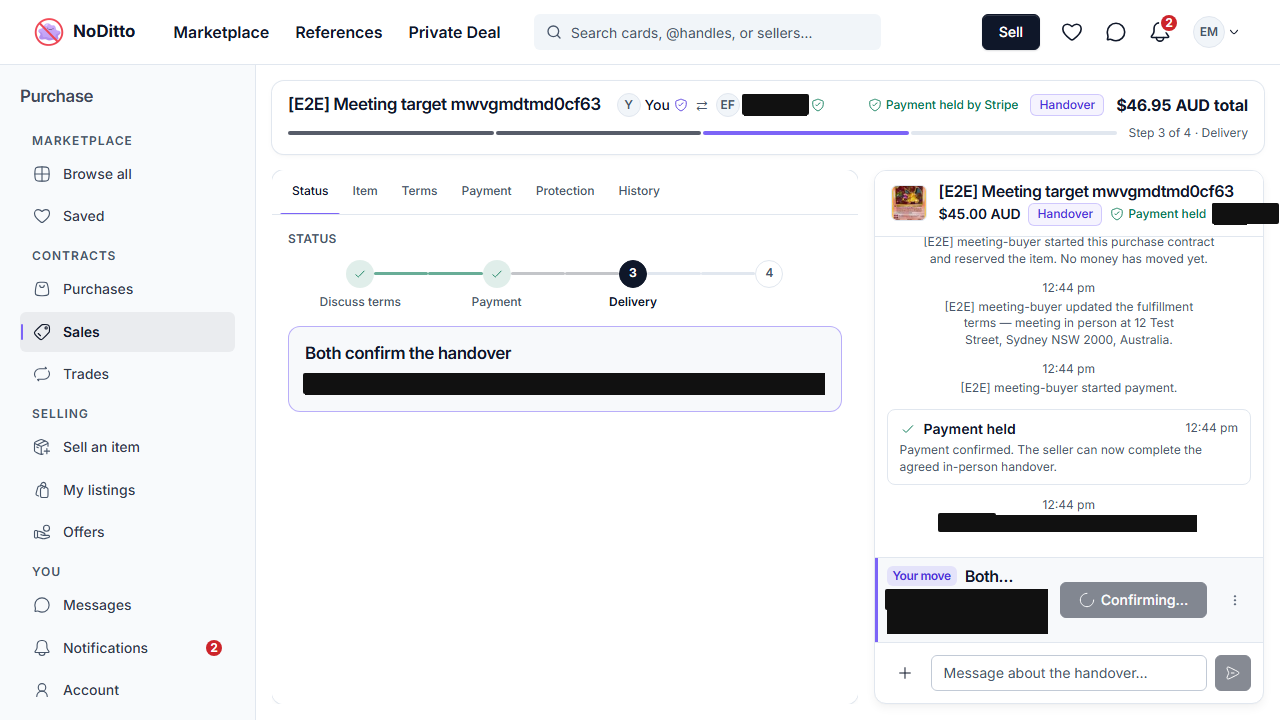 NoDitto
Marketplace References Private Deal
Search cards, @handles, or sellers...
Sell
2
EM
Purchase
MARKETPLACE
Browse all
Saved
CONTRACTS
Purchases
Sales
Trades
SELLING
Sell an item
My listings
Offers
YOU
Messages
Notifications 2
Account
[E2E] Meeting target mwvgmdtmd0cf63
Y You
EF
Payment held by Stripe
Handover
$46.95 AUD total
Step 3 of 4 · Delivery
Status Item Terms Payment Protection History
STATUS
3 4
Discuss terms Payment Delivery
Both confirm the handover
[E2E] Meeting target mwvgmdtmd0cf63
$45.00 AUD Handover Payment held
[E2E] meeting-buyer started this purchase contract
and reserved the item. No money has moved yet.
12:44 pm
[E2E] meeting-buyer updated the fulfillment
terms — meeting in person at 12 Test
Street, Sydney NSW 2000, Australia.
12:44 pm
[E2E] meeting-buyer started payment.
Payment held 12:44 pm
Payment confirmed. The seller can now complete the
agreed in-person handover.
12:44 pm
Your move Both...
Confirming...
Message about the handover...